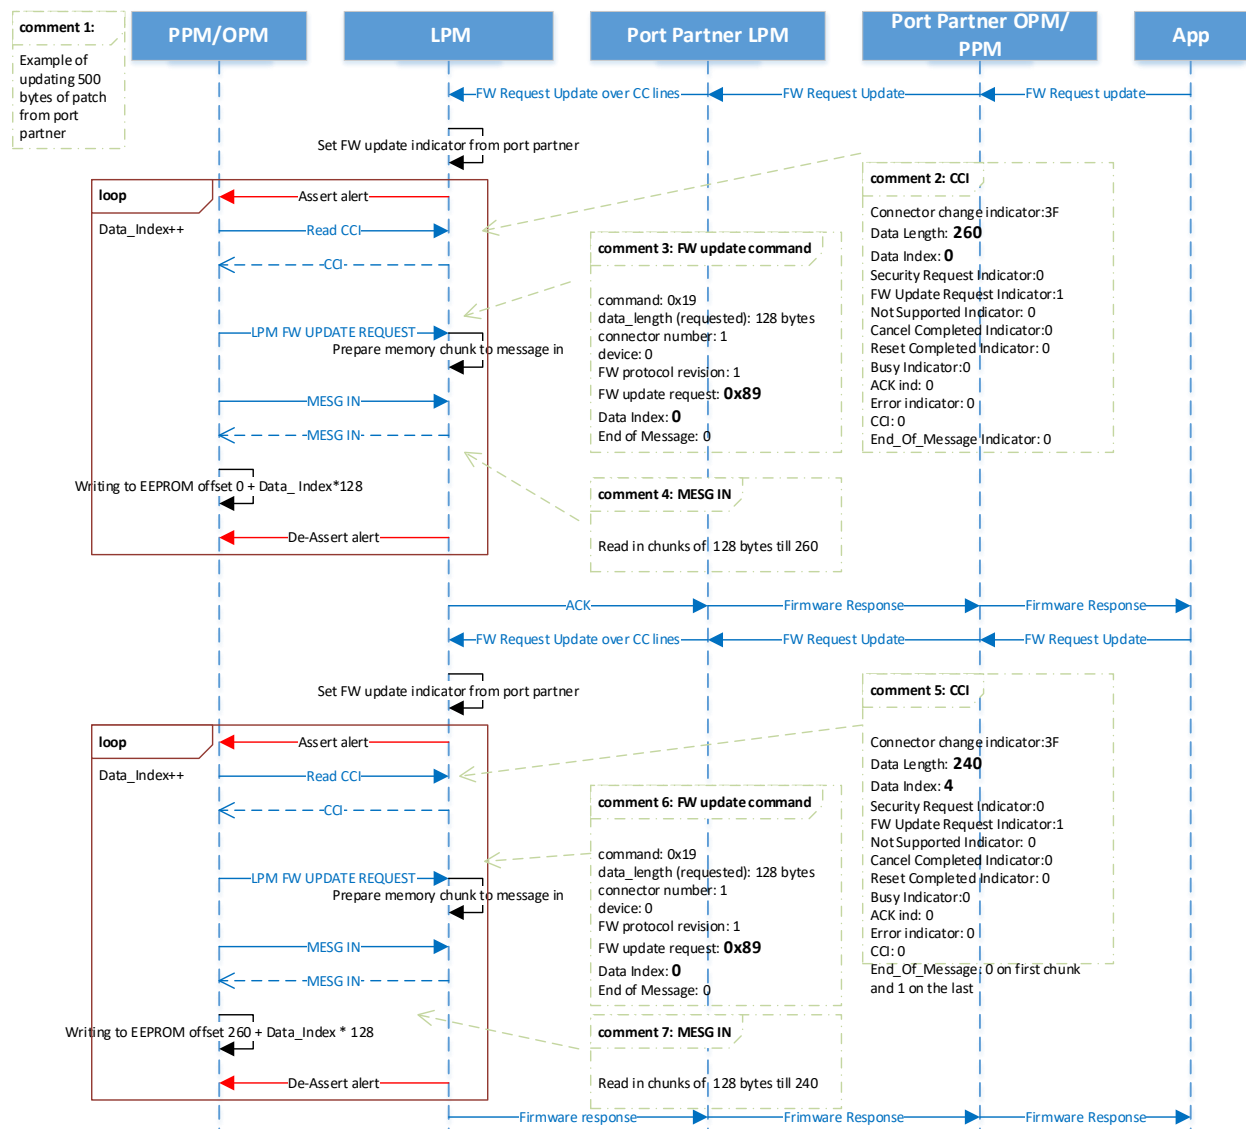 comment 1:
Example of
updating 500
bytes of patch
from port
partner
PPM/OPM
LPM
Port Partner LPM
Port Partner OPM/
PPM
App
FW Request Update over CC lines
FW Request Update
FW Request update
Set FW update indicator from port partner
loop
Data_Index++
Assert alert
Read CCI
CCI
LPM FW UPDATE REQUEST
Prepare memory chunk to message in
MESG IN
MESG IN
Writing to EEPROM offset 0 + Data_ Index*128
De-Assert alert
comment 2: CCI
Connector change indicator:3F
Data Length: 260
Data Index: 0
Security Request Indicator:0
FW Update Request Indicator:1
Not Supported Indicator: 0
Cancel Completed Indicator:0
Reset Completed Indicator: 0
Busy Indicator:0
ACK ind: 0
Error indicator: 0
CCI: 0
End_Of_Message Indicator: 0
comment 3: FW update command
command: 0x19
data_length (requested): 128 bytes
connector number: 1
device: 0
FW protocol revision: 1
FW update request: 0x89
Data Index: 0
End of Message: 0
comment 4: MESG IN
Read in chunks of 128 bytes till 260
ACK
Firmware Response
Firmware Response
FW Request Update over CC lines
FW Request Update
FW Request Update
Set FW update indicator from port partner
loop
Data_Index++
Assert alert
Read CCI
CCI
LPM FW UPDATE REQUEST
Prepare memory chunk to message in
MESG IN
MESG IN
Writing to EEPROM offset 260 + Data_Index * 128
De-Assert alert
comment 5: CCI
Connector change indicator:3F
Data Length: 240
Data Index: 4
Security Request Indicator:0
FW Update Request Indicator:1
Not Supported Indicator: 0
Cancel Completed Indicator:0
Reset Completed Indicator: 0
Busy Indicator:0
ACK ind: 0
Error indicator: 0
CCI: 0
End_Of_Message: 0 on first chunk
and 1 on the last
comment 6: FW update command
command: 0x19
data_length (requested): 128 bytes
connector number: 1
device: 0
FW protocol revision: 1
FW update request: 0x89
Data Index: 0
End of Message: 0
comment 7: MESG IN
Read in chunks of 128 bytes till 240
Firmware response
Frimware Response
Firmware Response